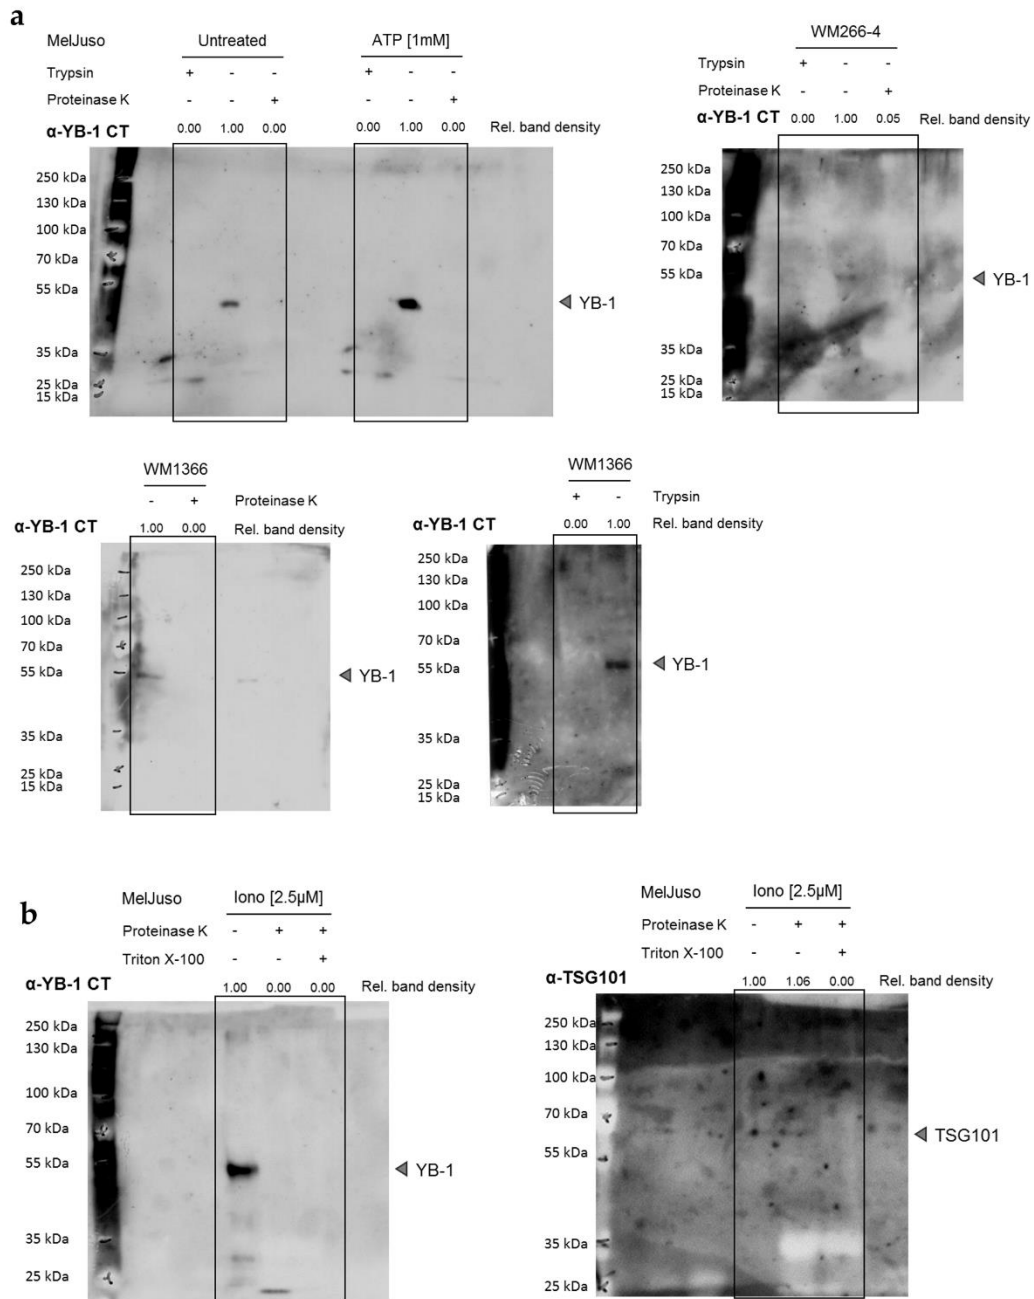 a
MelJuso Untreated ATP [1mM]
Trypsin + - - + - -
Proteinase K - - + - - +
α-YB-1 CT 0.00 1.00 0.00 0.00 1.00 0.00 Rel. band density
250 kDa
130 kDa
100 kDa
70 kDa
55 kDa
35 kDa
25 kDa
15 kDa
YB-1
WM266-4
Trypsin + - -
Proteinase K - - +
α-YB-1 CT 0.00 1.00 0.05 Rel. band density
250 kDa
130 kDa
100 kDa
70 kDa
55 kDa
35 kDa
25 kDa
15 kDa
YB-1
WM1366
- + Proteinase K
α-YB-1 CT 1.00 0.00 Rel. band density
250 kDa
130 kDa
100 kDa
70 kDa
55 kDa
35 kDa
25 kDa
15 kDa
YB-1
WM1366
+ - Trypsin
α-YB-1 CT 0.00 1.00 Rel. band density
250 kDa
130 kDa
100 kDa
70 kDa
55 kDa
35 kDa
25 kDa
15 kDa
YB-1
b
MelJuso Iono [2.5µM]
Proteinase K - + +
Triton X-100 - - +
α-YB-1 CT 1.00 0.00 0.00 Rel. band density
250 kDa
130 kDa
100 kDa
70 kDa
55 kDa
35 kDa
25 kDa
YB-1
MelJuso Iono [2.5µM]
Proteinase K - + +
Triton X-100 - - +
α-TSG101 1.00 1.06 0.00 Rel. band density
250 kDa
130 kDa
100 kDa
70 kDa
55 kDa
35 kDa
25 kDa
TSG101